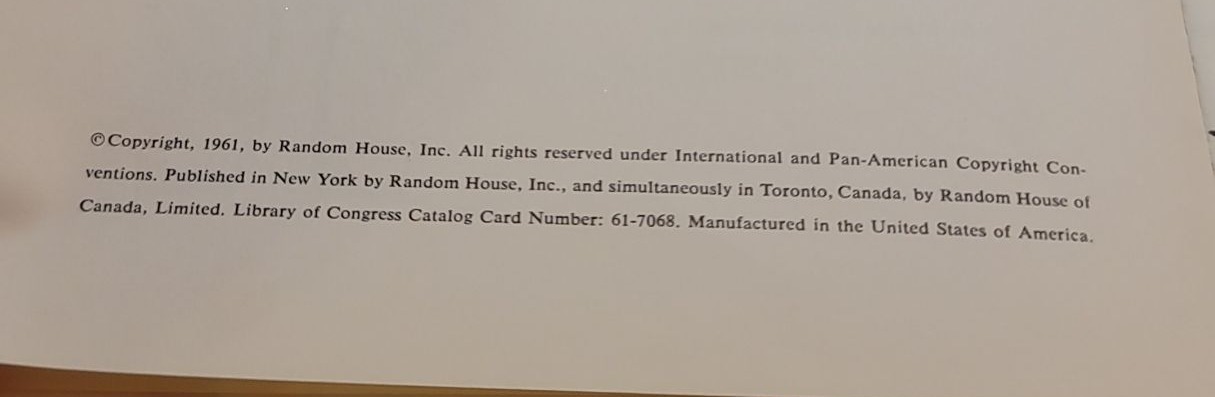 ©Copyright, 1961, by Random House, Inc. All rights reserved under International and Pan-American Copyright Con-
ventions. Published in New York by Random House, Inc., and simultaneously in Toronto, Canada, by Random House of
Canada, Limited. Library of Congress Catalog Card Number: 61-7068. Manufactured in the United States of America.